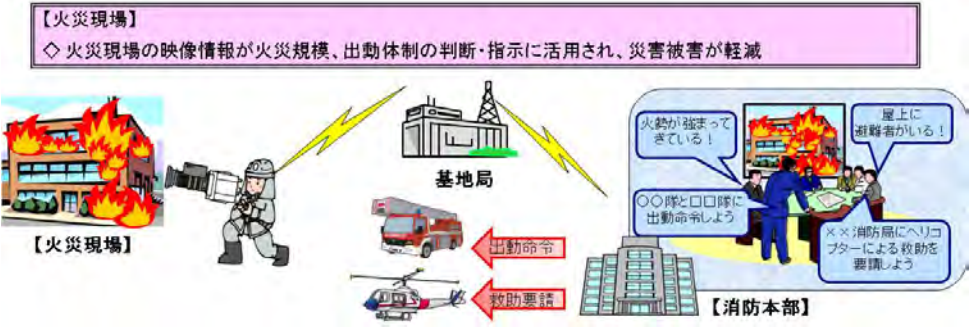 【火災現場】
◇ 火災現場の映像情報が火災規模、出動体制の判断・指示に活用され、災害被害が軽減
火勢が強まって
きている！
屋上に
避難者がいる！
基地局
○○隊と□□隊に
出動命令しよう
××消防局にヘリコ
プターによる救助を
要請しよう
【火災現場】
出動命令
救助要請
【消防本部】